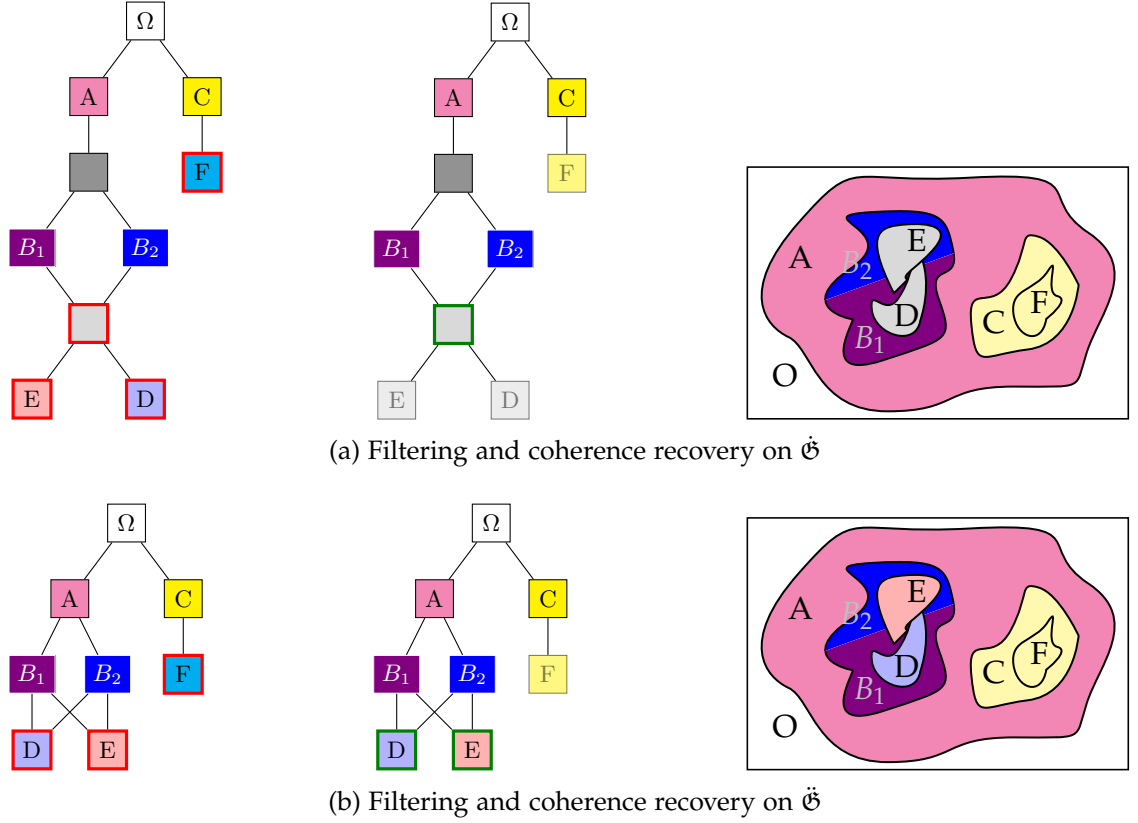 Ω Ω
A C A C
F F
B₁ B₂ B₁ B₂
E D E D
A B₂ E D B₁ C F O
(a) Filtering and coherence recovery on 𝔊̇
Ω Ω
A C A C
B₁ B₂ F B₁ B₂ F
D E D E
A B₂ E D B₁ C F O
(b) Filtering and coherence recovery on 𝔊̈